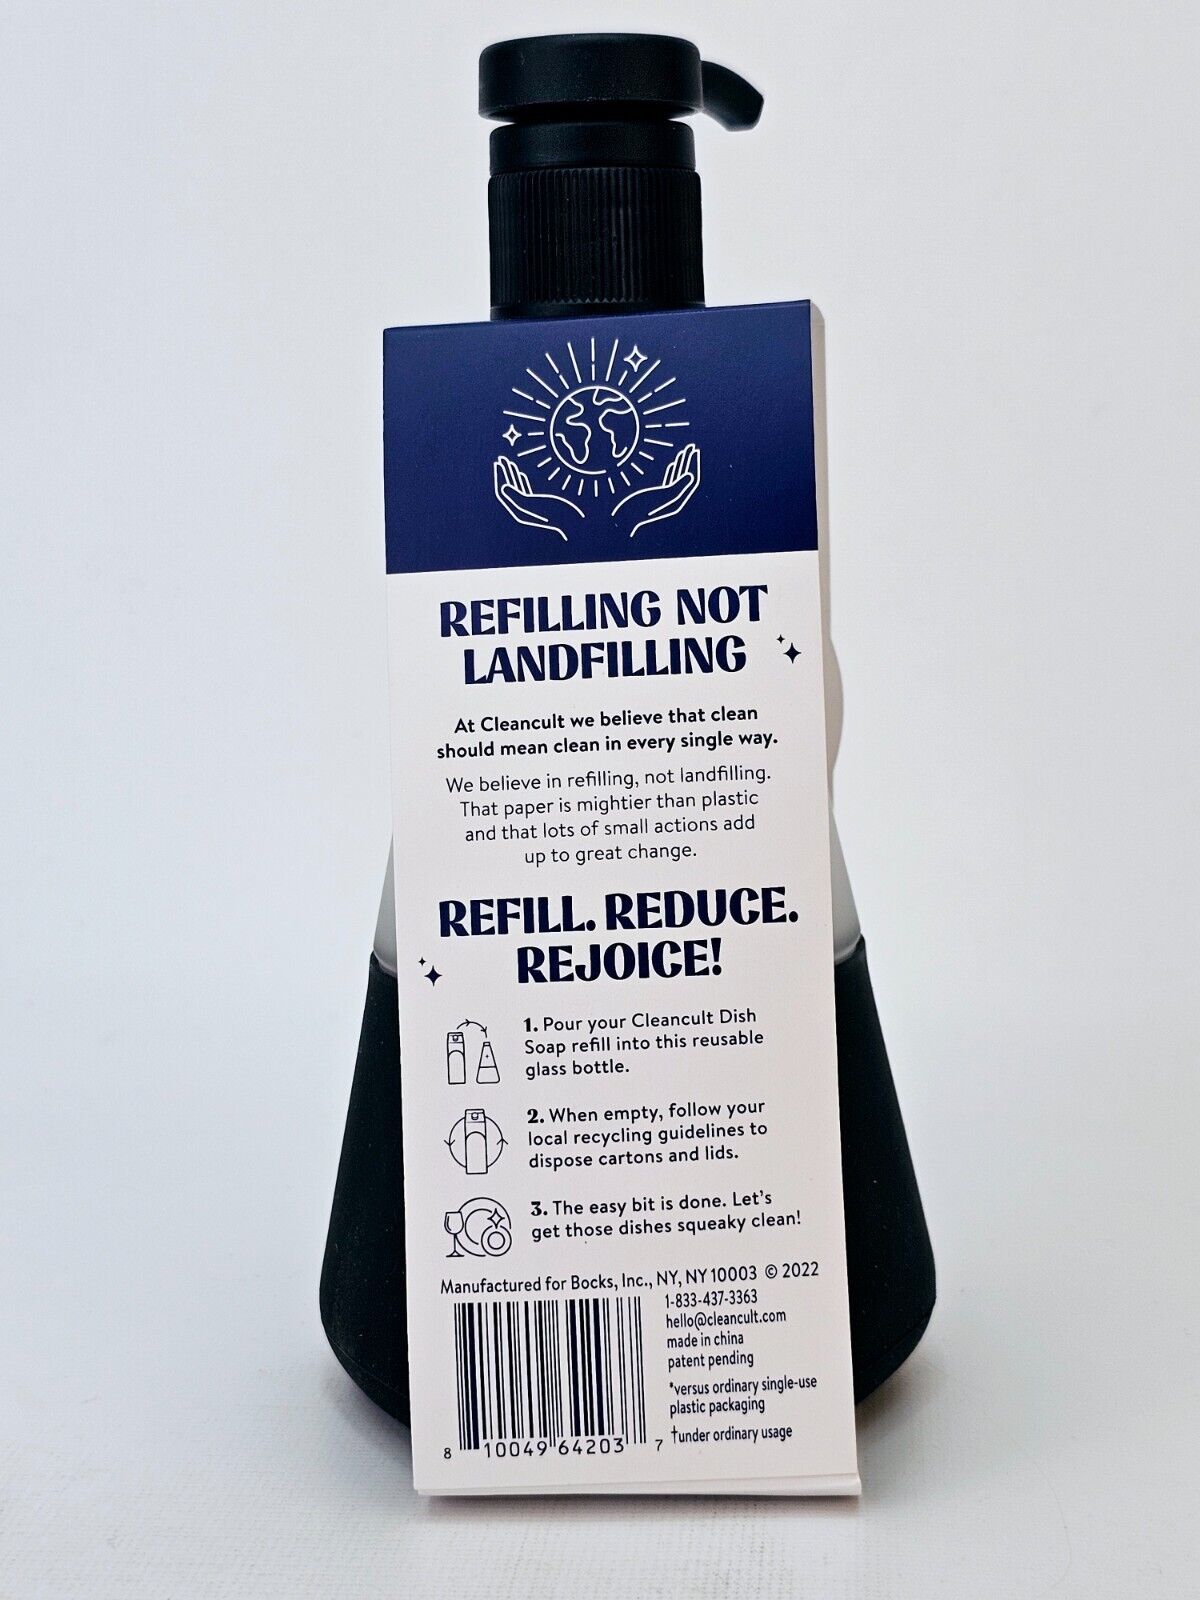 REFILLING NOT
LANDFILLING
At Cleancult we believe that clean
should mean clean in every single way.
We believe in refilling, not landfilling.
That paper is mightier than plastic
and that lots of small actions add
up to great change.
REFILL. REDUCE.
REJOICE!
1. Pour your Cleancult Dish
Soap refill into this reusable
glass bottle.
2. When empty, follow your
local recycling guidelines to
dispose cartons and lids.
3. The easy bit is done. Let's
get those dishes squeaky clean!
Manufactured for Bocks, Inc., NY, NY 10003 © 2022
1-833-437-3363
hello@cleancult.com
made in china
patent pending
*versus ordinary single-use
plastic packaging
†under ordinary usage
8 10049 64203 7